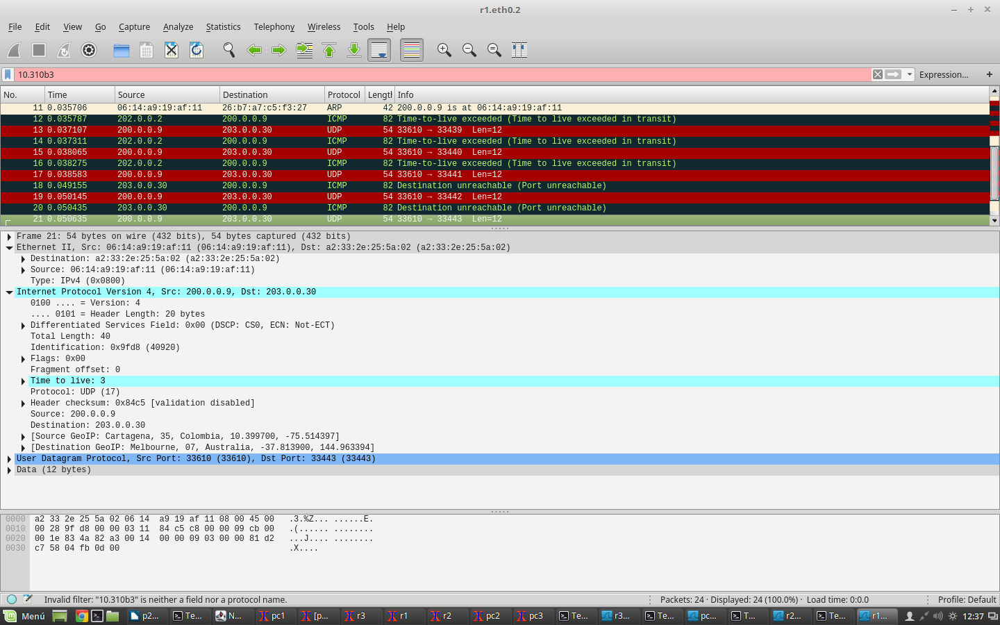 r1.eth0.2
File Edit View Go Capture Analyze Statistics Telephony Wireless Tools Help
10.310b3 Expression... +
No. Time Source Destination Protocol Length Info
11 0.035706 06:14:a9:19:af:11 26:b7:a7:c5:f3:27 ARP 42 200.0.0.9 is at 06:14:a9:19:af:11
12 0.035787 202.0.0.2 200.0.0.9 ICMP 82 Time-to-live exceeded (Time to live exceeded in transit)
13 0.037107 200.0.0.9 203.0.0.30 UDP 54 33610 → 33439 Len=12
14 0.037311 202.0.0.2 200.0.0.9 ICMP 82 Time-to-live exceeded (Time to live exceeded in transit)
15 0.038065 200.0.0.9 203.0.0.30 UDP 54 33610 → 33440 Len=12
16 0.038275 202.0.0.2 200.0.0.9 ICMP 82 Time-to-live exceeded (Time to live exceeded in transit)
17 0.038583 200.0.0.9 203.0.0.30 UDP 54 33610 → 33441 Len=12
18 0.049155 203.0.0.30 200.0.0.9 ICMP 82 Destination unreachable (Port unreachable)
19 0.050145 200.0.0.9 203.0.0.30 UDP 54 33610 → 33442 Len=12
20 0.050435 203.0.0.30 200.0.0.9 ICMP 82 Destination unreachable (Port unreachable)
21 0.050635 200.0.0.9 203.0.0.30 UDP 54 33610 → 33443 Len=12
Frame 21: 54 bytes on wire (432 bits), 54 bytes captured (432 bits)
Ethernet II, Src: 06:14:a9:19:af:11 (06:14:a9:19:af:11), Dst: a2:33:2e:25:5a:02 (a2:33:2e:25:5a:02)
Destination: a2:33:2e:25:5a:02 (a2:33:2e:25:5a:02)
Source: 06:14:a9:19:af:11 (06:14:a9:19:af:11)
Type: IPv4 (0x0800)
Internet Protocol Version 4, Src: 200.0.0.9, Dst: 203.0.0.30
0100 .... = Version: 4
.... 0101 = Header Length: 20 bytes
Differentiated Services Field: 0x00 (DSCP: CS0, ECN: Not-ECT)
Total Length: 40
Identification: 0x9fd8 (40920)
Flags: 0x00
Fragment offset: 0
Time to live: 3
Protocol: UDP (17)
Header checksum: 0x84c5 [validation disabled]
Source: 200.0.0.9
Destination: 203.0.0.30
[Source GeoIP: Cartagena, 35, Colombia, 10.399700, -75.514397]
[Destination GeoIP: Melbourne, 07, Australia, -37.813900, 144.963394]
User Datagram Protocol, Src Port: 33610 (33610), Dst Port: 33443 (33443)
Data (12 bytes)
0000 a2 33 2e 25 5a 02 06 14 a9 19 af 11 08 00 45 00 .3.%Z... ......E.
0010 00 28 9f d8 00 00 03 11 84 c5 c8 00 00 09 cb 00 .(...... ........
0020 00 1e 83 4a 82 a3 00 14 00 00 09 03 00 00 81 d2 ...J.... ........
0030 c7 58 04 fb 0d 00 .X....
Invalid filter: "10.310b3" is neither a field nor a protocol name. Packets: 24 · Displayed: 24 (100.0%) · Load time: 0:0.0 Profile: Default
Menú p2... Te... N... pc1 [p... r3 r1 r2 pc2 pc3 Te... r3... Te... pc... T... r2... Te... r1... 12:37